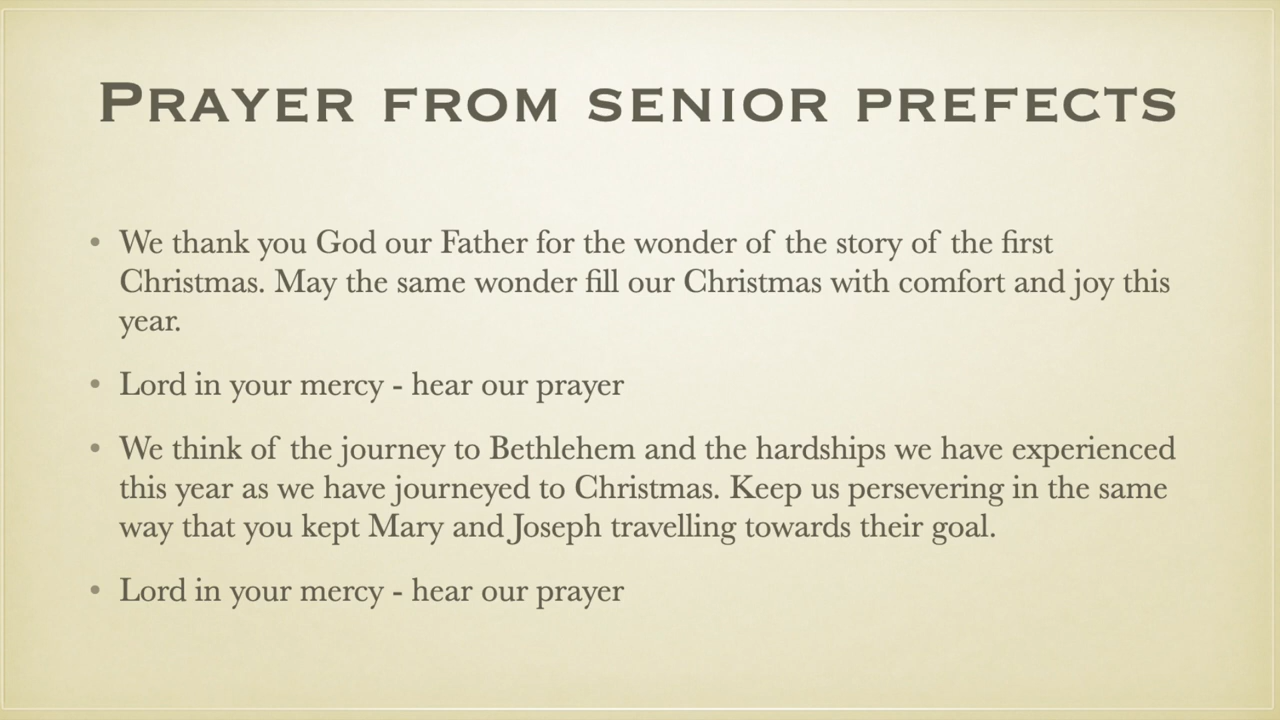 Prayer from senior prefects
• We thank you God our Father for the wonder of the story of the first
Christmas. May the same wonder fill our Christmas with comfort and joy this
year.
• Lord in your mercy - hear our prayer
• We think of the journey to Bethlehem and the hardships we have experienced
this year as we have journeyed to Christmas. Keep us persevering in the same
way that you kept Mary and Joseph travelling towards their goal.
• Lord in your mercy - hear our prayer